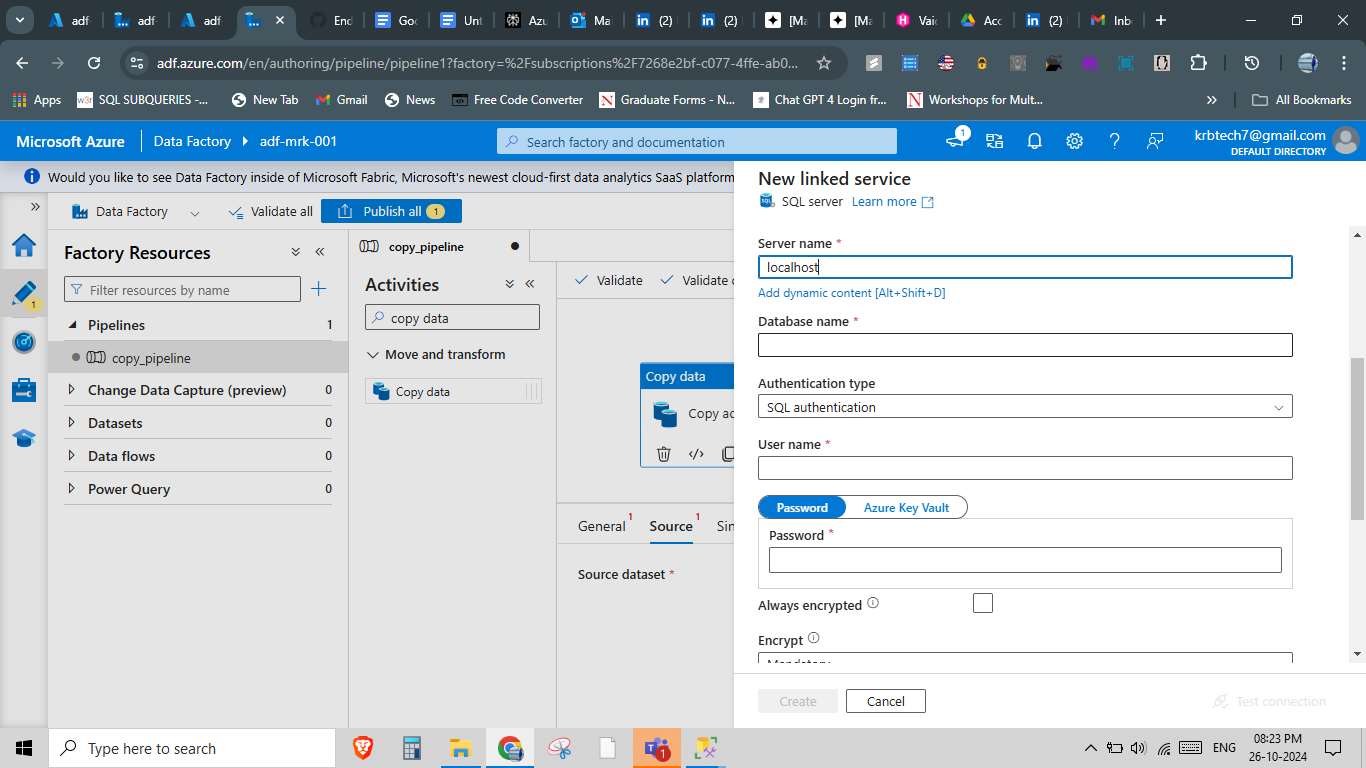 adf-
adf-
adf
End
Goo
Unt
Azu
Mai
(2)
(2)
[Ma
[Ma
Vaid
Acc
(2)
Inb
adf.azure.com/en/authoring/pipeline/pipeline1?factory=%2Fsubscriptions%2F7268e2bf-c077-4ffe-ab0...
Apps
SQL SUBQUERIES -...
New Tab
Gmail
News
Free Code Converter
Graduate Forms - N...
Chat GPT 4 Login fr...
Workshops for Mult...
All Bookmarks
Microsoft Azure
Data Factory
adf-mrk-001
Search factory and documentation
1
krbtech7@gmail.com
DEFAULT DIRECTORY
Would you like to see Data Factory inside of Microsoft Fabric, Microsoft's newest cloud-first data analytics SaaS platform
Data Factory
Validate all
Publish all 1
Factory Resources
Filter resources by name
1
Pipelines 1
copy_pipeline
Change Data Capture (preview) 0
Datasets 0
Data flows 0
Power Query 0
copy_pipeline
Activities
copy data
Move and transform
Copy data
Validate
Validate c
Copy data
Copy ac
General 1
Source 1
Sin
Source dataset *
New linked service
SQL server Learn more
Server name *
localhost
Add dynamic content [Alt+Shift+D]
Database name *
Authentication type
SQL authentication
User name *
Password
Azure Key Vault
Password *
Always encrypted
Encrypt
Mandatory
Create
Cancel
Test connection
Type here to search
1
ENG
08:23 PM
26-10-2024